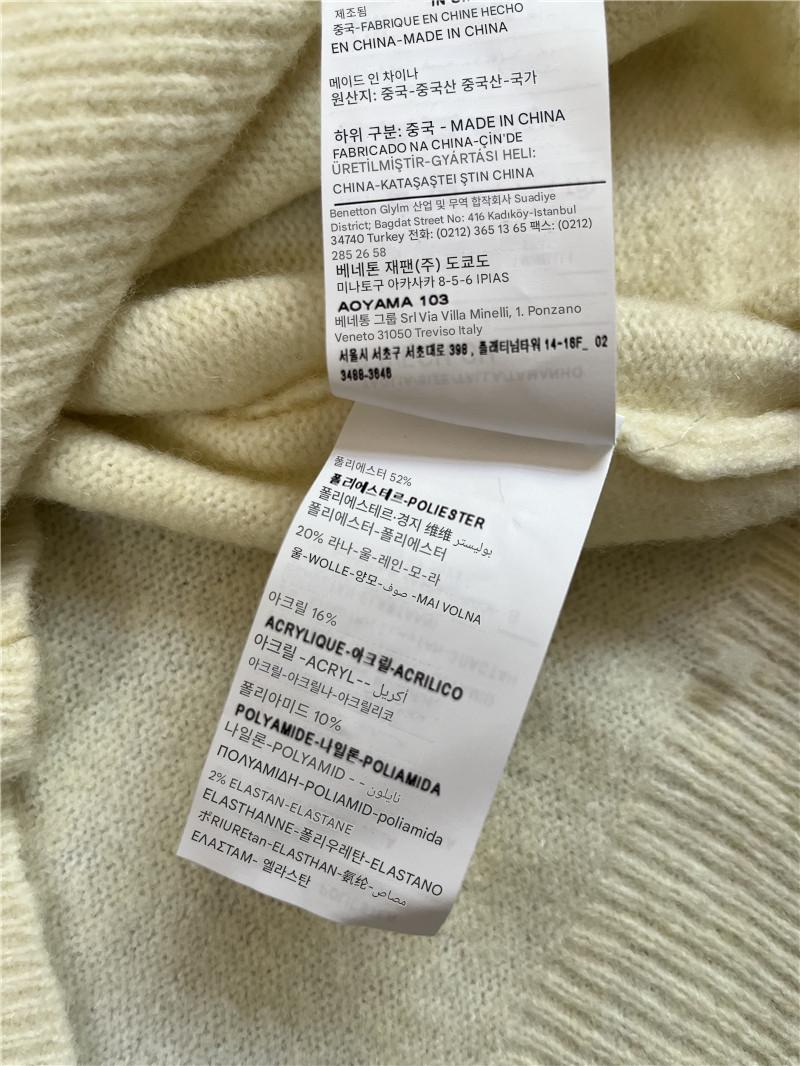 제조됨
중국-FABRIQUE EN CHINE HECHO
EN CHINA-MADE IN CHINA
메이드 인 차이나
원산지: 중국-중국산 중국산-국가
하위 구분: 중국 - MADE IN CHINA
FABRICADO NA CHINA-ÇİN'DE
ÜRETİLMİŞTİR-GYÁRTÁSI HELI:
CHINA-KATAŞAŞTEI ŞTIN CHINA
Benetton Glylm 산업 및 무역 합작회사 Suadiye
District; Bagdat Street No: 416 Kadıköy-Istanbul
34740 Turkey 전화: (0212) 365 13 65 팩스: (0212)
285 26 58
베네톤 재팬(주) 도쿄도
미나토구 아카사카 8-5-6 IPIAS
AOYAMA 103
베네통 그룹 Srl Via Villa Minelli, 1. Ponzano
Veneto 31050 Treviso Italy
서울시 서초구 서초대로 398, 플래티넘타워 14-16F_ 02
3488-3648
폴리에스터 52%
폴리에스테르-POLIESTER
폴리에스테르.경지 维维 بوليستر
폴리에스터-폴리에스터
20% 라나-울-레인-모-라
울-WOLLE-양모-صوف -MAI VOLNA
아크릴 16%
ACRYLIQUE-아크릴-ACRILICO
아크릴 -ACRYL-- أكريل
아크릴-아크릴나-아크릴리코
폴리아미드 10%
POLYAMIDE-나일론-POLIAMIDA
나일론-POLYAMID - - نايلون
ΠΟΛΥΑΜΙΔΗ-POLIAMID-poliamida
2% ELASTAN-ELASTANE
ELASTHANNE-폴리우레탄-ELASTANO
ポRIUREtan-ELASTHAN-氨纶-مصاص
ΕΛΑΣΤΑΜ- 엘라스탄